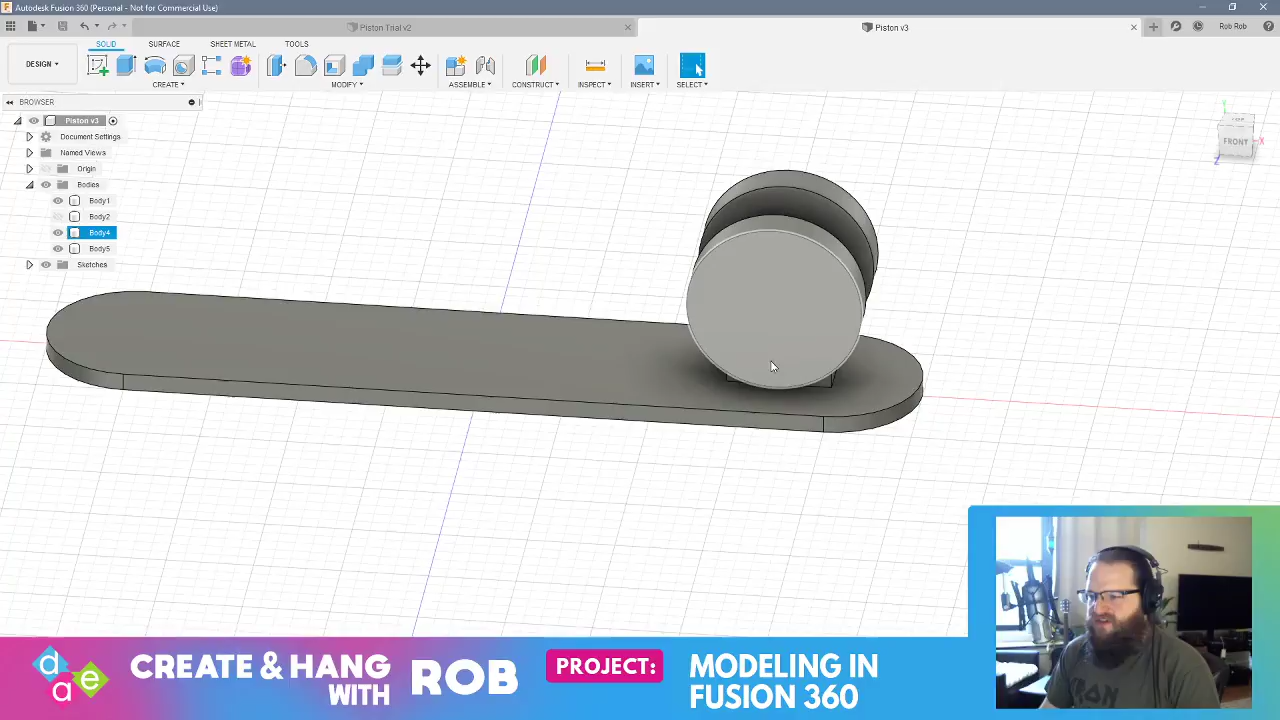 Autodesk Fusion 360 (Personal - Not for Commercial Use)
Piston Trial v2
Piston v3
Rob Rob
DESIGN
SOLID
SURFACE
SHEET METAL
TOOLS
CREATE
MODIFY
ASSEMBLE
CONSTRUCT
INSPECT
INSERT
SELECT
BROWSER
Piston v3
Document Settings
Named Views
Origin
Bodies
Body1
Body2
Body4
Body5
Sketches
TOP
FRONT
Y
X
Z
d
a
e
CREATE & HANG
WITH
ROB
PROJECT:
MODELING IN
FUSION 360